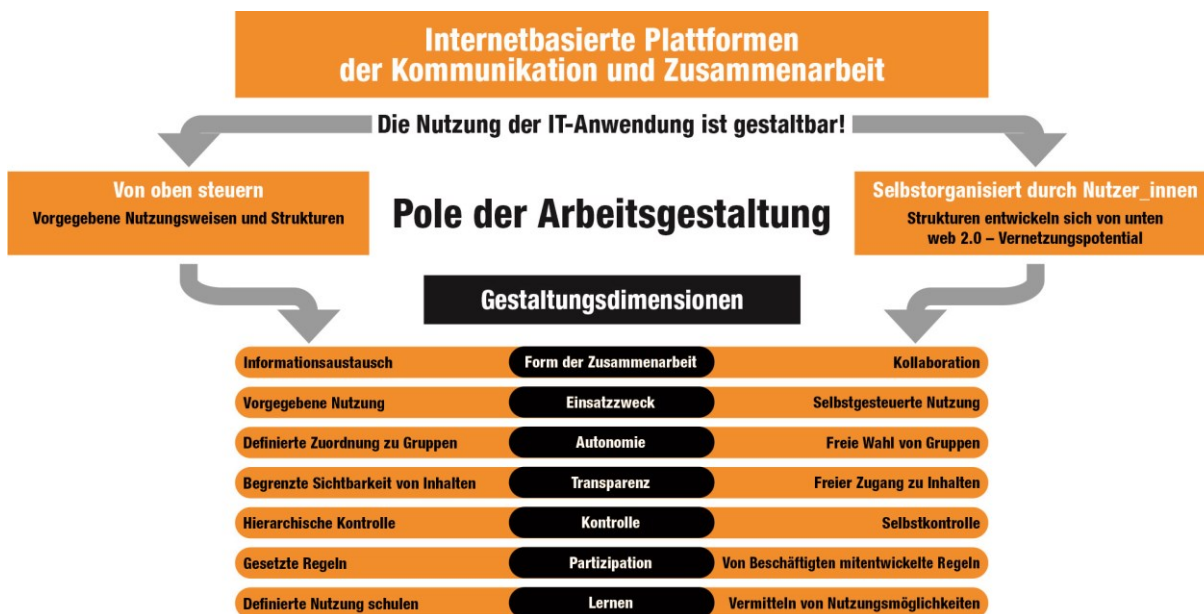 Internetbasierte Plattformen
der Kommunikation und Zusammenarbeit
Die Nutzung der IT-Anwendung ist gestaltbar!
Von oben steuern
Vorgegebene Nutzungsweisen und Strukturen
Pole der Arbeitsgestaltung
Selbstorganisiert durch Nutzer_innen
Strukturen entwickeln sich von unten
web 2.0 – Vernetzungspotential
Gestaltungsdimensionen
Informationsaustausch Form der Zusammenarbeit Kollaboration
Vorgegebene Nutzung Einsatzzweck Selbstgesteuerte Nutzung
Definierte Zuordnung zu Gruppen Autonomie Freie Wahl von Gruppen
Begrenzte Sichtbarkeit von Inhalten Transparenz Freier Zugang zu Inhalten
Hierarchische Kontrolle Kontrolle Selbstkontrolle
Gesetzte Regeln Partizipation Von Beschäftigten mitentwickelte Regeln
Definierte Nutzung schulen Lernen Vermitteln von Nutzungsmöglichkeiten